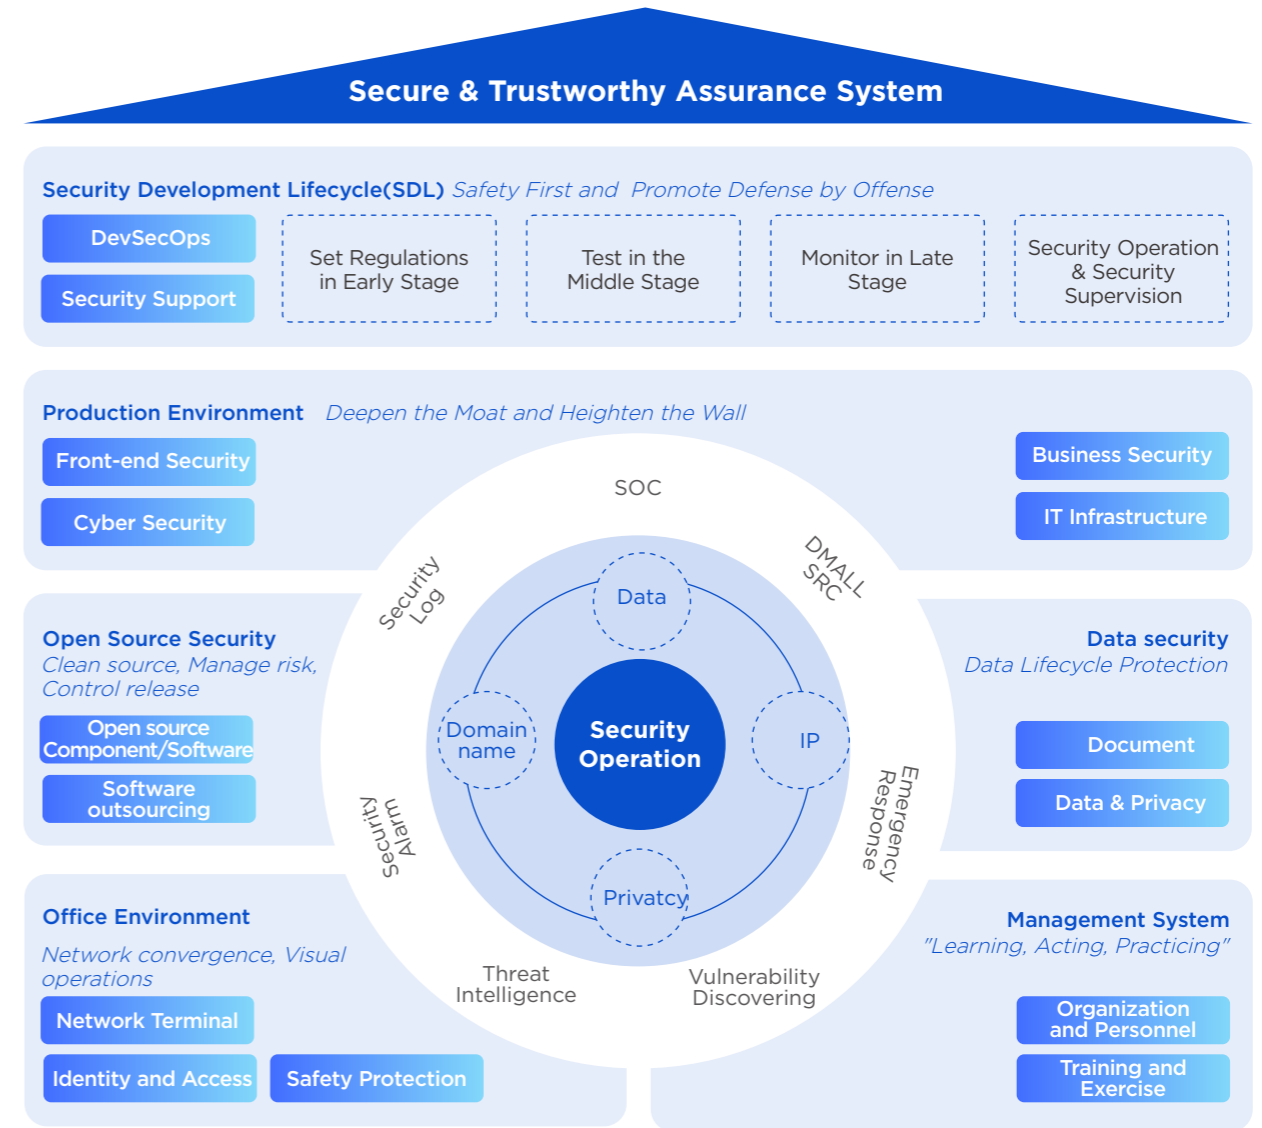 Secure & Trustworthy Assurance System
Security Development Lifecycle(SDL) Safety First and Promote Defense by Offense
DevSecOps
Security Support
Set Regulations
in Early Stage
Test in the
Middle Stage
Monitor in Late
Stage
Security Operation
& Security
Supervision
Production Environment Deepen the Moat and Heighten the Wall
Front-end Security
Cyber Security
Business Security
IT Infrastructure
SOC
DMALL
SRC
Security
Log
Data
Domain
name
Security
Operation
IP
Privatcy
Emergency
Response
Security
Alarm
Threat
Intelligence
Vulnerability
Discovering
Open Source Security
Clean source, Manage risk,
Control release
Open source
Component/Software
Software
outsourcing
Data security
Data Lifecycle Protection
Document
Data & Privacy
Office Environment
Network convergence, Visual
operations
Network Terminal
Identity and Access
Safety Protection
Management System
"Learning, Acting, Practicing"
Organization
and Personnel
Training and
Exercise